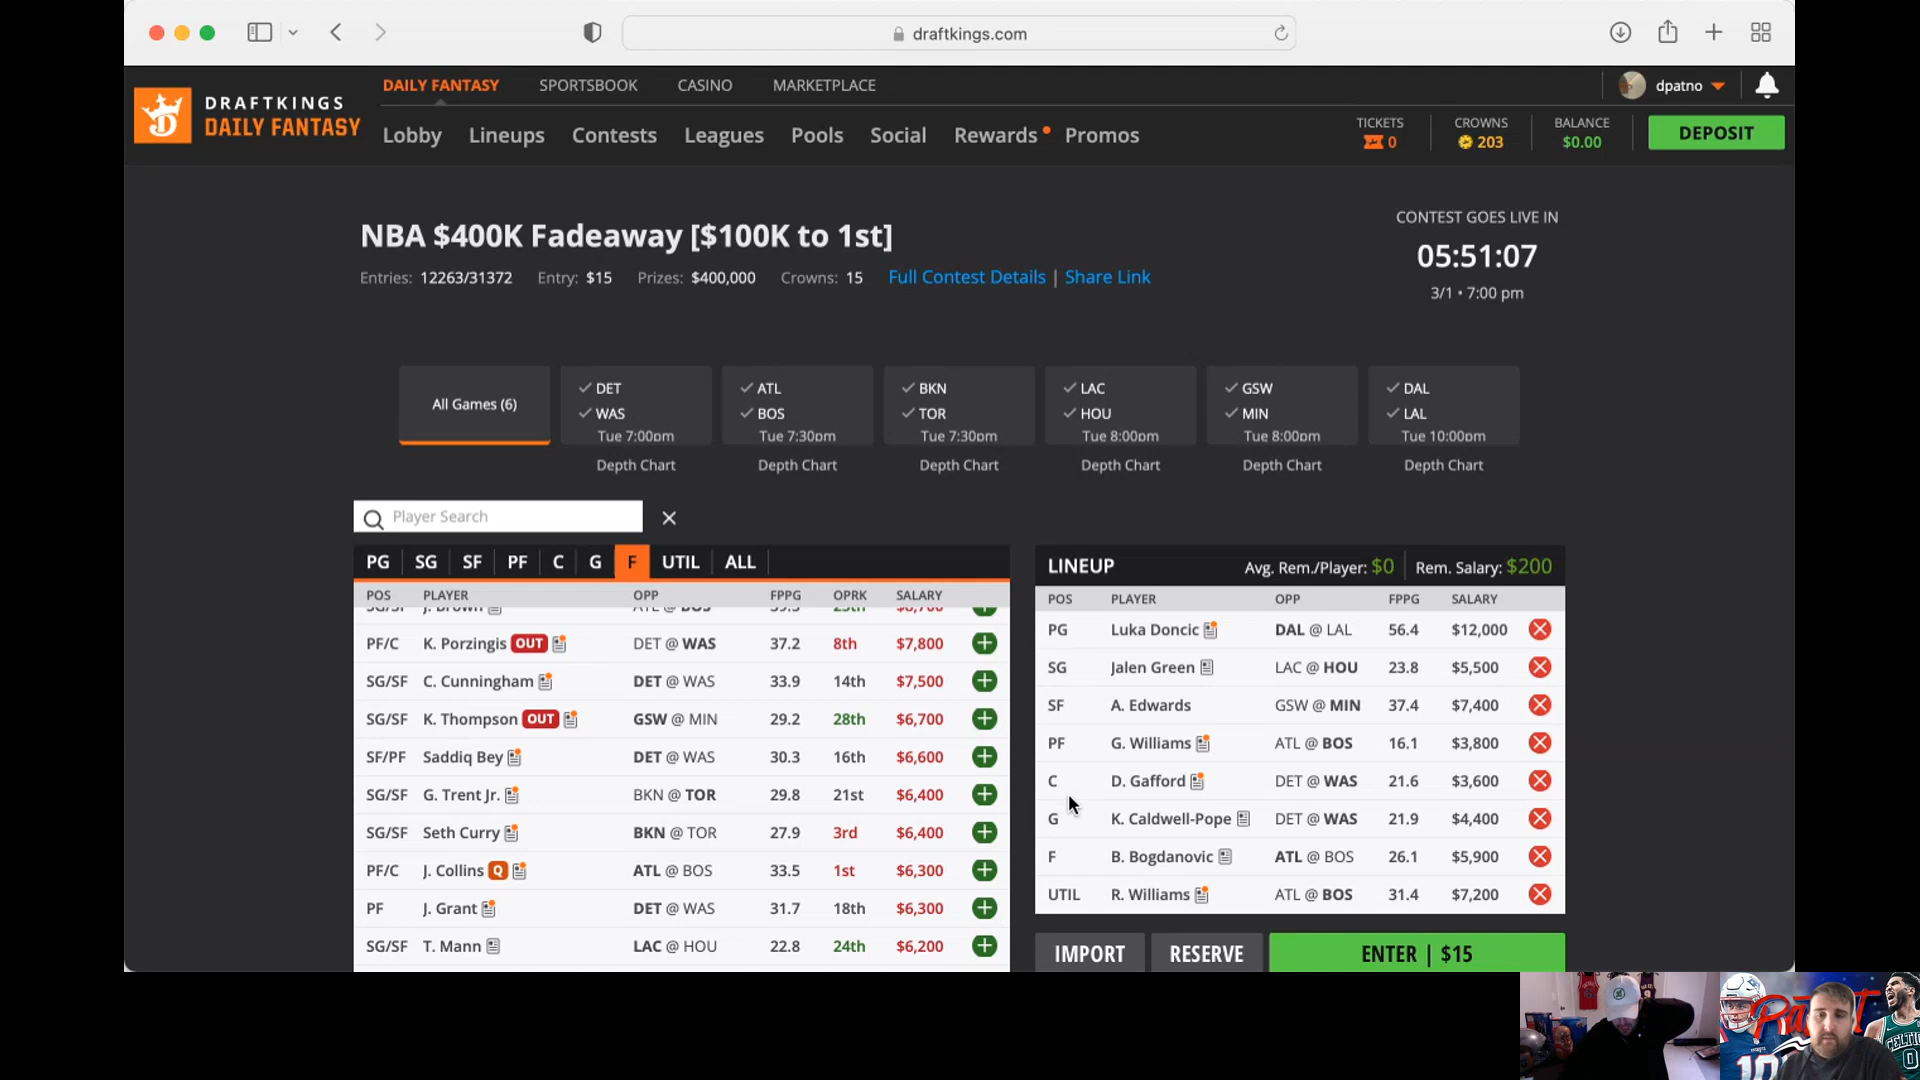 draftkings.com
DRAFTKINGS
DAILY FANTASY
DAILY FANTASY SPORTSBOOK CASINO MARKETPLACE
dpatno
Lobby Lineups Contests Leagues Pools Social Rewards Promos
TICKETS 0
CROWNS 203
BALANCE $0.00
DEPOSIT
NBA $400K Fadeaway [$100K to 1st]
Entries: 12263/31372 Entry: $15 Prizes: $400,000 Crowns: 15 Full Contest Details | Share Link
CONTEST GOES LIVE IN
05:51:07
3/1 • 7:00 pm
All Games (6)
DET WAS Tue 7:00pm
ATL BOS Tue 7:30pm
BKN TOR Tue 7:30pm
LAC HOU Tue 8:00pm
GSW MIN Tue 8:00pm
DAL LAL Tue 10:00pm
Depth Chart Depth Chart Depth Chart Depth Chart Depth Chart Depth Chart
Player Search
PG SG SF PF C G F UTIL ALL
POS PLAYER OPP FPPG OPRK SALARY
SG/SF J. Brown ATL @ BOS
PF/C K. Porzingis OUT DET @ WAS 37.2 8th $7,800
SG/SF C. Cunningham DET @ WAS 33.9 14th $7,500
SG/SF K. Thompson OUT GSW @ MIN 29.2 28th $6,700
SF/PF Saddiq Bey DET @ WAS 30.3 16th $6,600
SG/SF G. Trent Jr. BKN @ TOR 29.8 21st $6,400
SG/SF Seth Curry BKN @ TOR 27.9 3rd $6,400
PF/C J. Collins Q ATL @ BOS 33.5 1st $6,300
PF J. Grant DET @ WAS 31.7 18th $6,300
SG/SF T. Mann LAC @ HOU 22.8 24th $6,200
LINEUP Avg. Rem./Player: $0 Rem. Salary: $200
POS PLAYER OPP FPPG SALARY
PG Luka Doncic DAL @ LAL 56.4 $12,000
SG Jalen Green LAC @ HOU 23.8 $5,500
SF A. Edwards GSW @ MIN 37.4 $7,400
PF G. Williams ATL @ BOS 16.1 $3,800
C D. Gafford DET @ WAS 21.6 $3,600
G K. Caldwell-Pope DET @ WAS 21.9 $4,400
F B. Bogdanovic ATL @ BOS 26.1 $5,900
UTIL R. Williams ATL @ BOS 31.4 $7,200
IMPORT RESERVE ENTER | $15